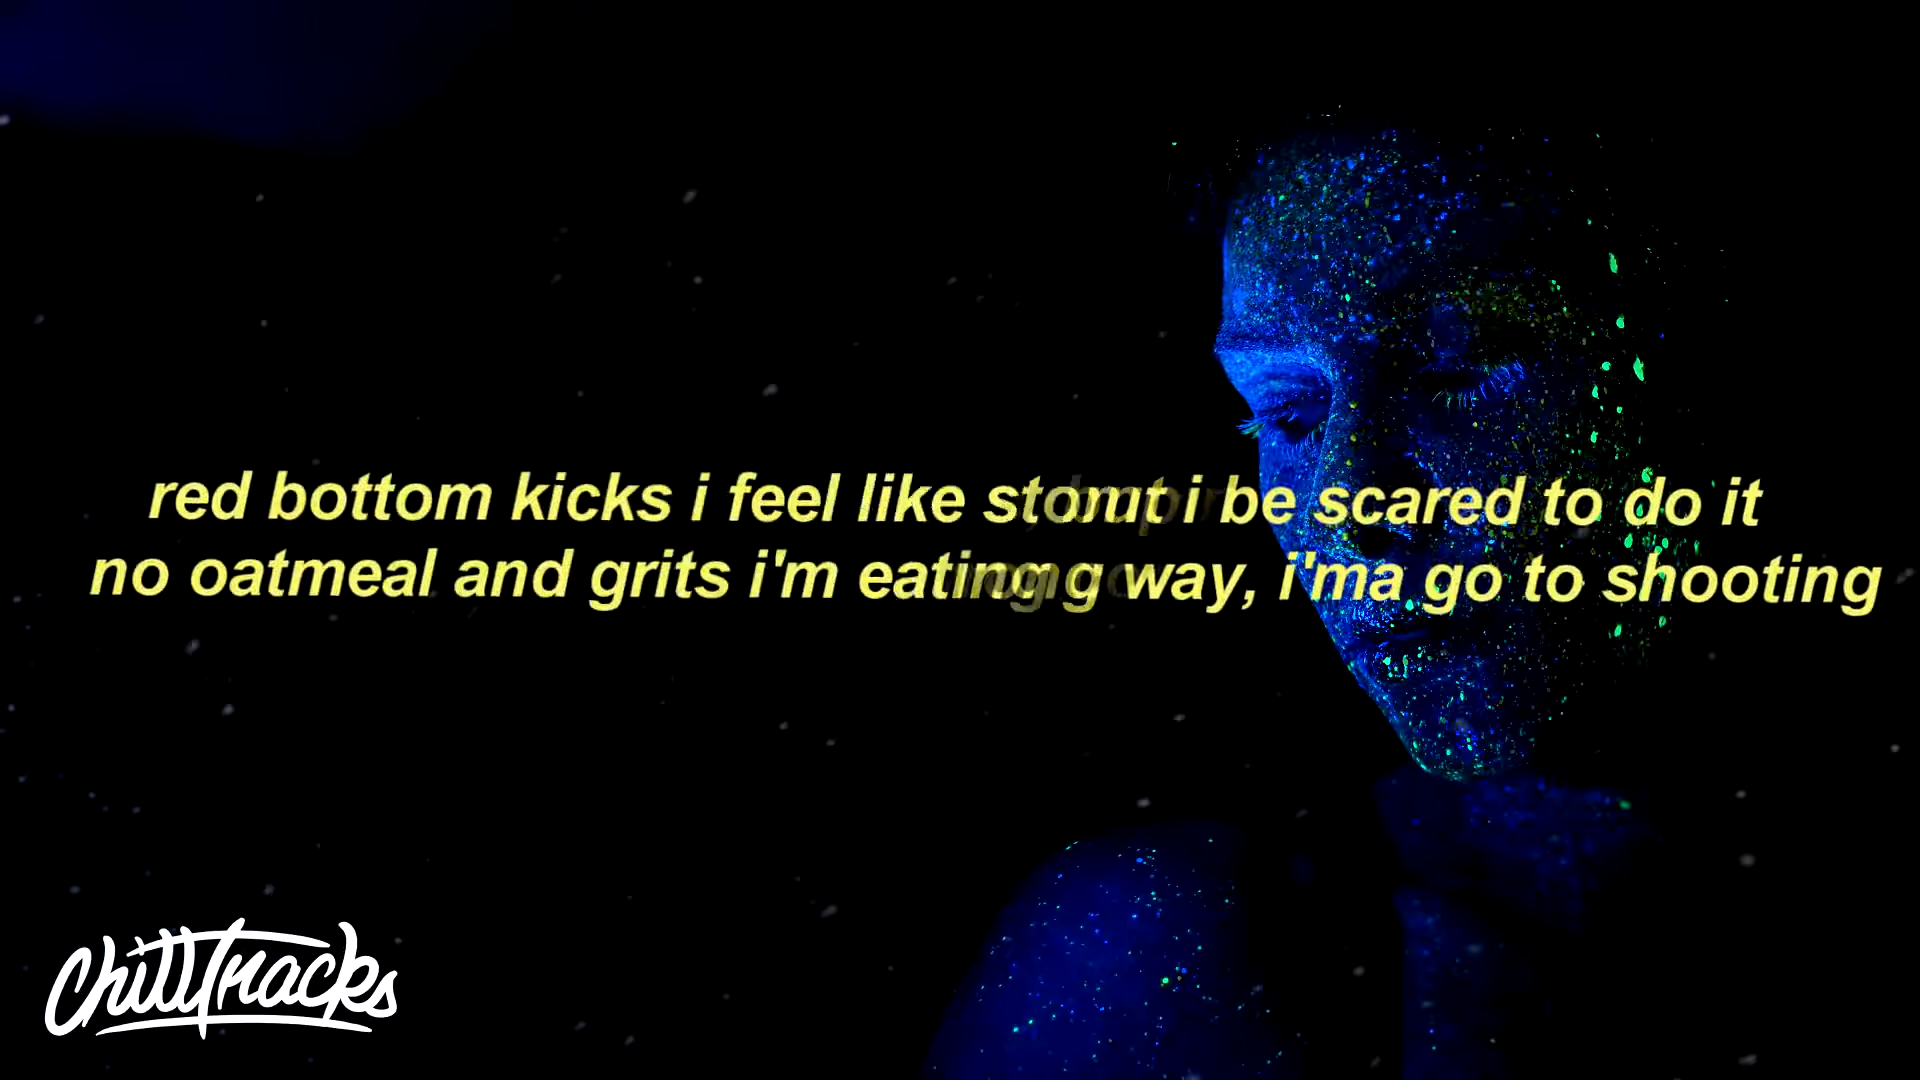 red bottom kicks i feel like i be scared to do it
no oatmeal and grits i'm eating way, i'ma go to shooting
ChillTracks